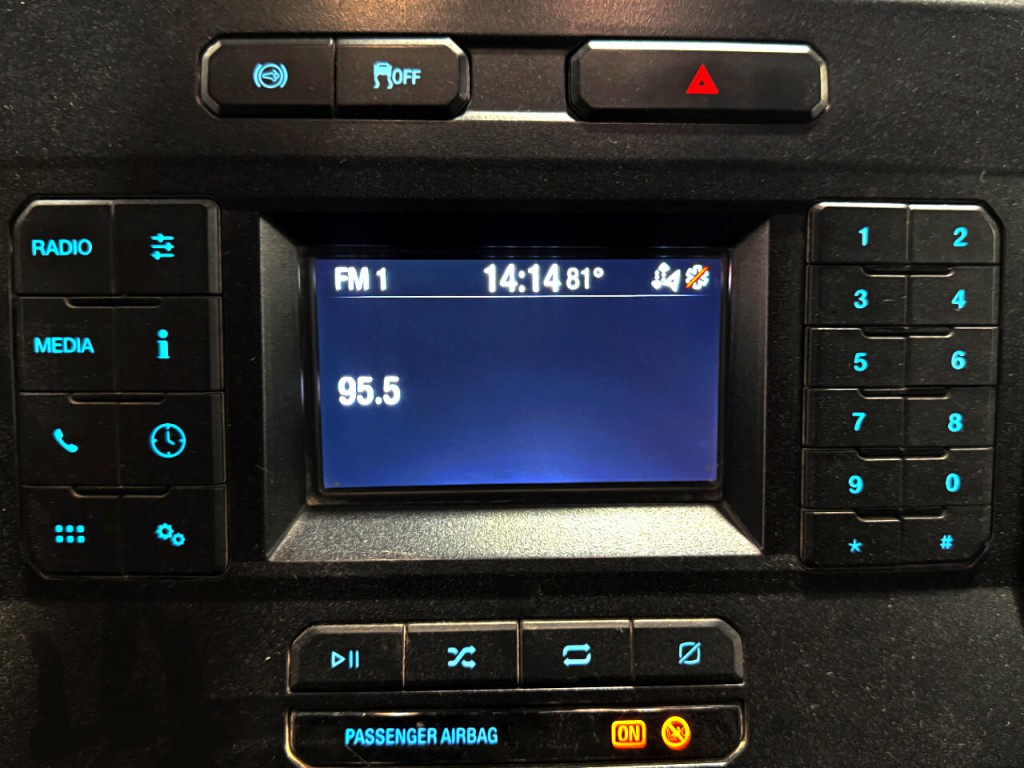 OFF
RADIO
MEDIA
i
FM 1 14:14 81°
95.5
1 2
3 4
5 6
7 8
9 0
* #
PASSENGER AIRBAG ON